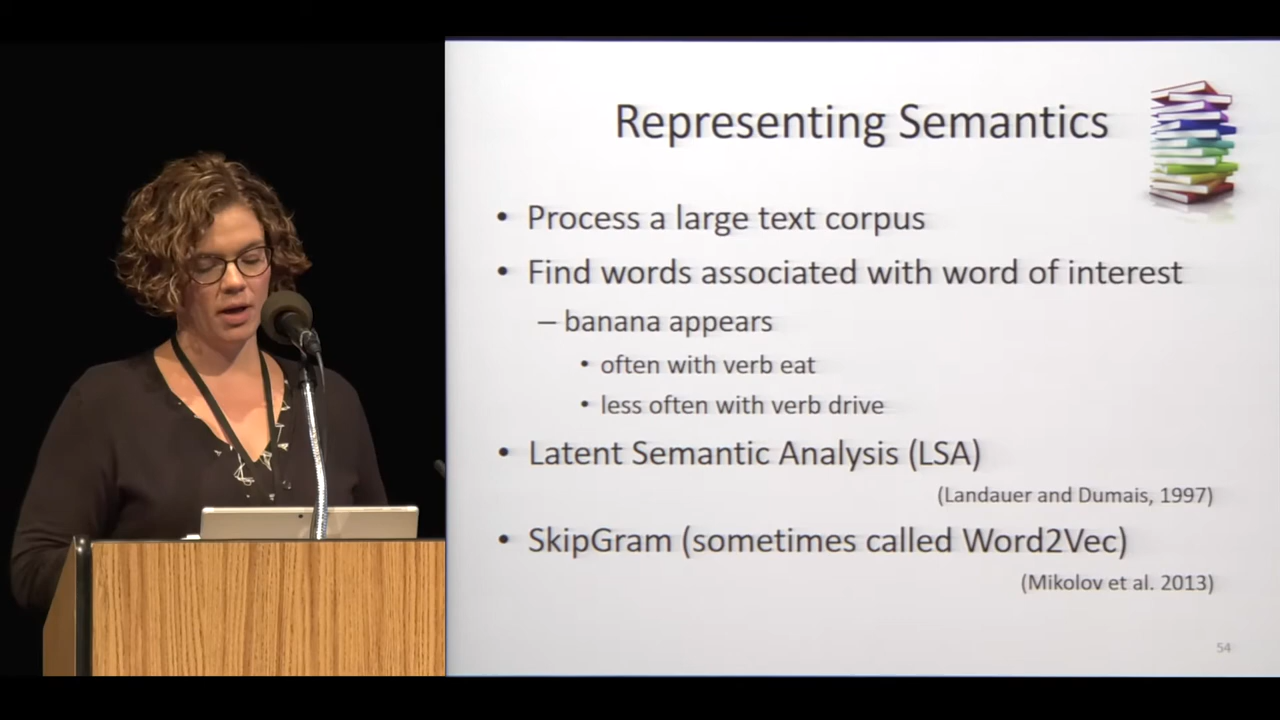 Representing Semantics
• Process a large text corpus
• Find words associated with word of interest
– banana appears
• often with verb eat
• less often with verb drive
• Latent Semantic Analysis (LSA)
(Landauer and Dumais, 1997)
• SkipGram (sometimes called Word2Vec)
(Mikolov et al. 2013)
54